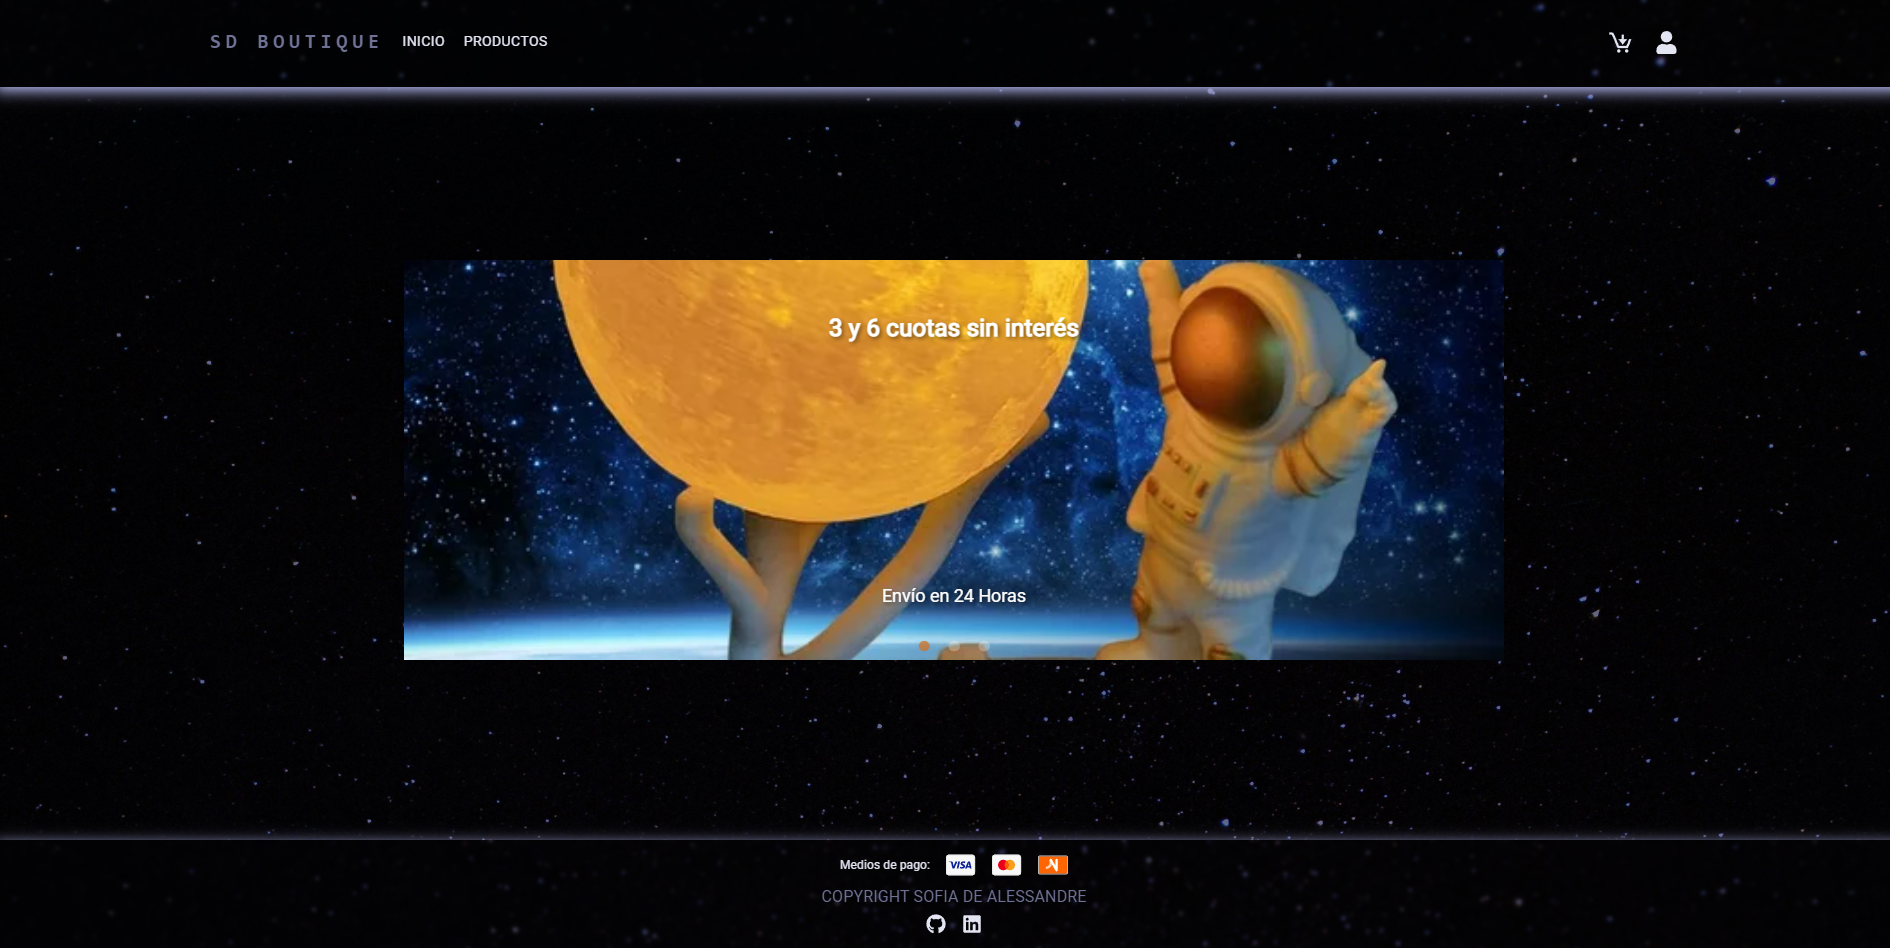 SD BOUTIQUE INICIO PRODUCTOS
3 y 6 cuotas sin interés
Envío en 24 Horas
Medios de pago: VISA
COPYRIGHT SOFIA DE ALESSANDRE
in